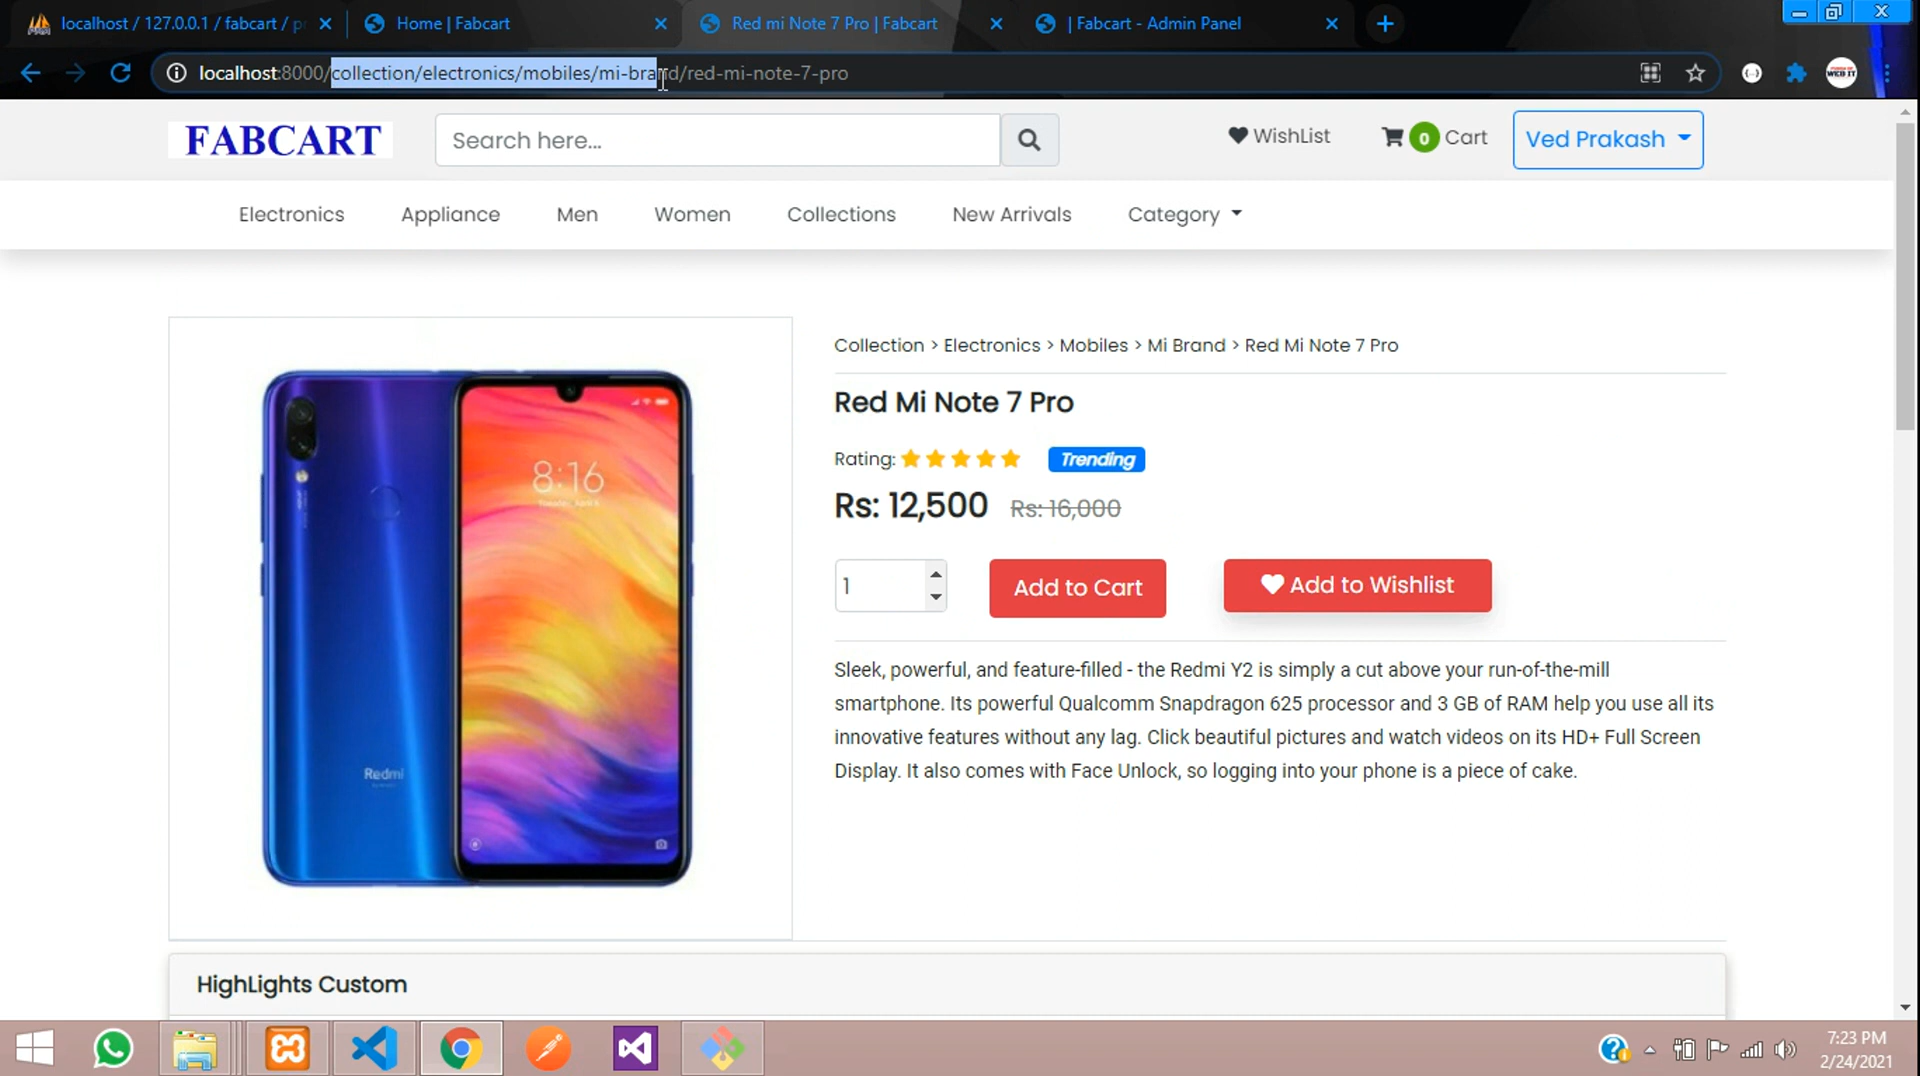 localhost / 127.0.0.1 / fabcart / pr
Home | Fabcart
Red mi Note 7 Pro | Fabcart
| Fabcart - Admin Panel
localhost:8000/collection/electronics/mobiles/mi-brand/red-mi-note-7-pro
FABCART
Search here...
WishList
0 Cart
Ved Prakash
Electronics
Appliance
Men
Women
Collections
New Arrivals
Category
Collection > Electronics > Mobiles > Mi Brand > Red Mi Note 7 Pro
Red Mi Note 7 Pro
Rating:
Trending
Rs: 12,500 Rs: 16,000
1
Add to Cart
Add to Wishlist
Sleek, powerful, and feature-filled - the Redmi Y2 is simply a cut above your run-of-the-mill
smartphone. Its powerful Qualcomm Snapdragon 625 processor and 3 GB of RAM help you use all its
innovative features without any lag. Click beautiful pictures and watch videos on its HD+ Full Screen
Display. It also comes with Face Unlock, so logging into your phone is a piece of cake.
8:16
Redmi
HighLights Custom
7:23 PM
2/24/2021